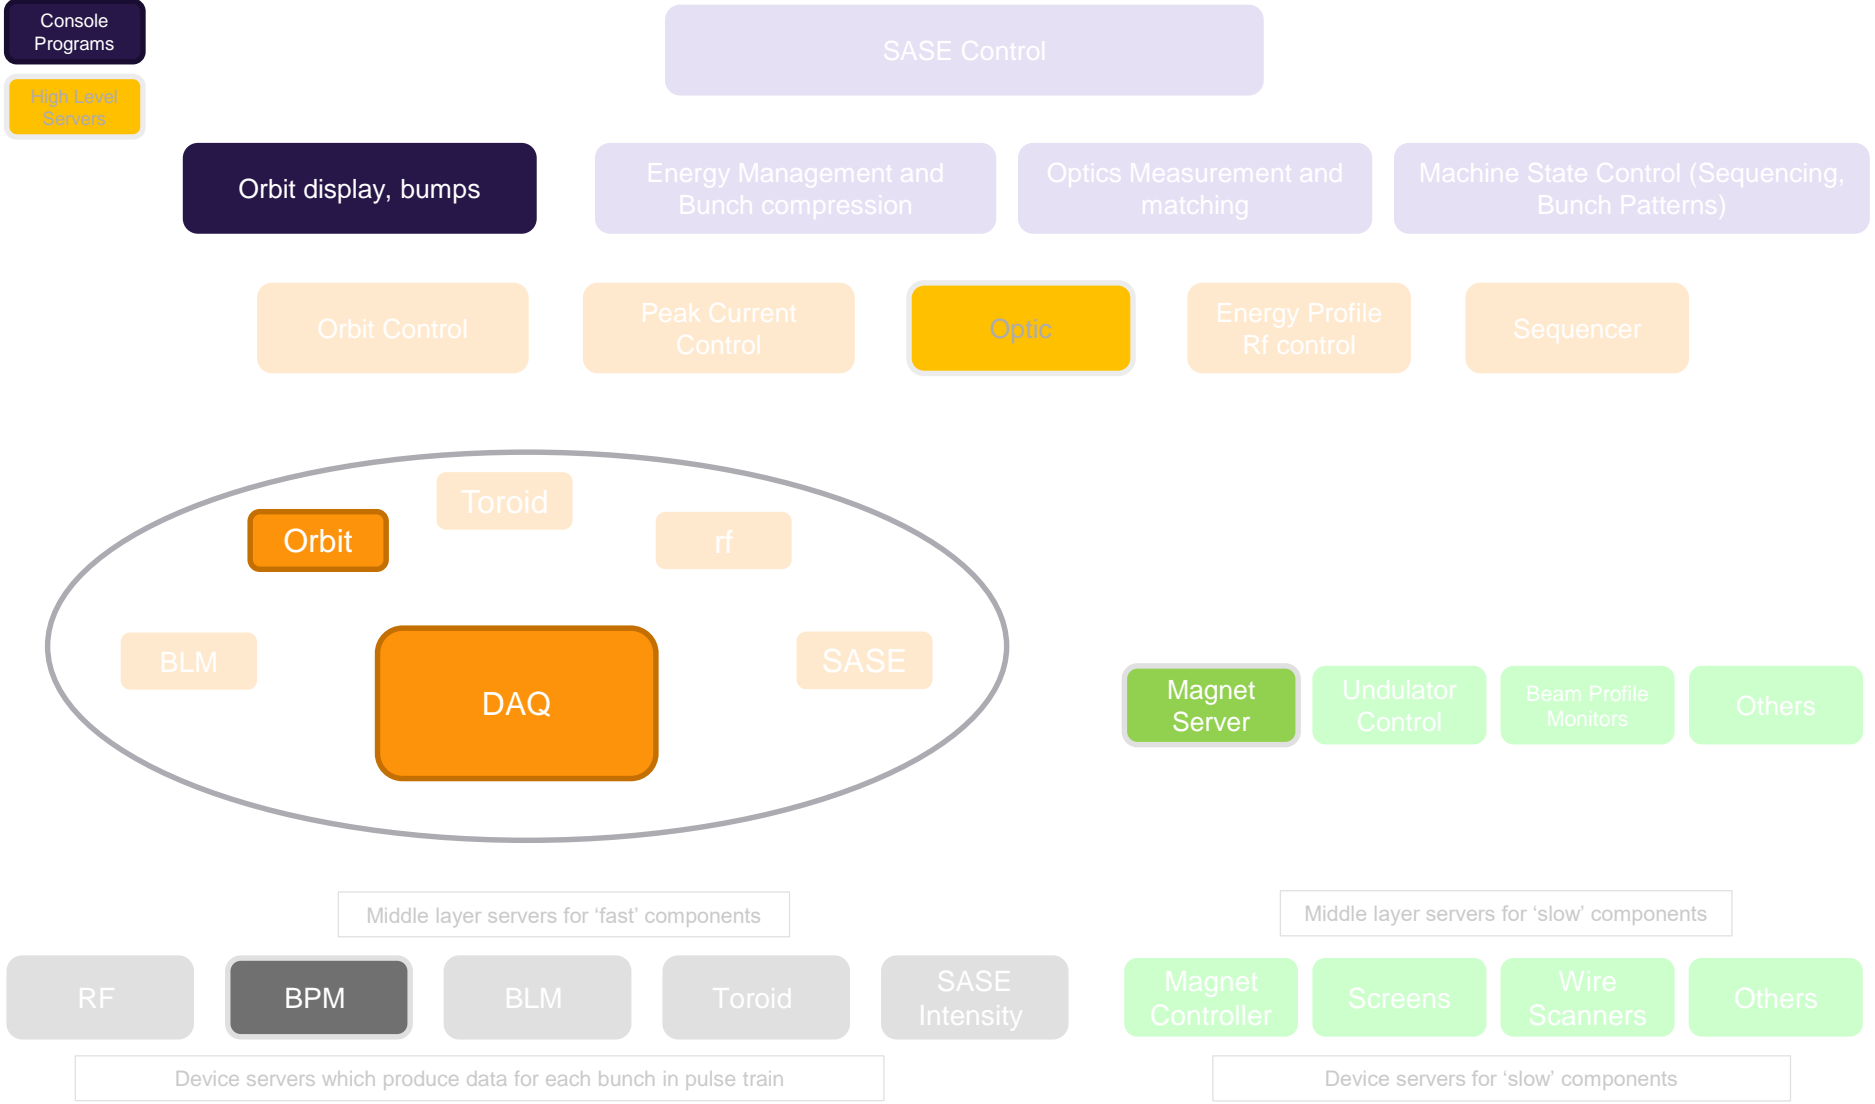 Console
Programs
High Level
Servers
SASE Control
Orbit display, bumps
Energy Management and
Bunch compression
Optics Measurement and
matching
Machine State Control (Sequencing,
Bunch Patterns)
Orbit Control
Peak Current
Control
Optic
Energy Profile
Rf control
Sequencer
Toroid
Orbit
rf
BLM
SASE
DAQ
Magnet
Server
Undulator
Control
Beam Profile
Monitors
Others
Middle layer servers for ‘fast’ components
Middle layer servers for ‘slow’ components
RF
BPM
BLM
Toroid
SASE
Intensity
Magnet
Controller
Screens
Wire
Scanners
Others
Device servers which produce data for each bunch in pulse train
Device servers for ‘slow’ components